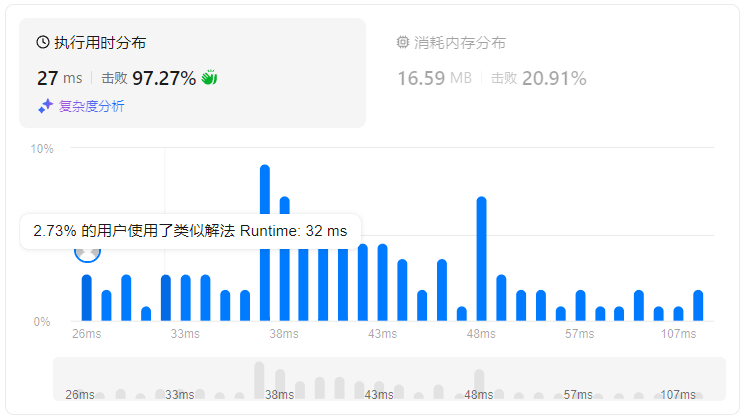 执行用时分布
27 ms 击败 97.27%
复杂度分析
消耗内存分布
16.59 MB 击败 20.91%
10%
2.73% 的用户使用了类似解法 Runtime: 32 ms
0%
26ms 33ms 38ms 43ms 48ms 57ms 107ms
26ms 33ms 38ms 43ms 48ms 57ms 107ms